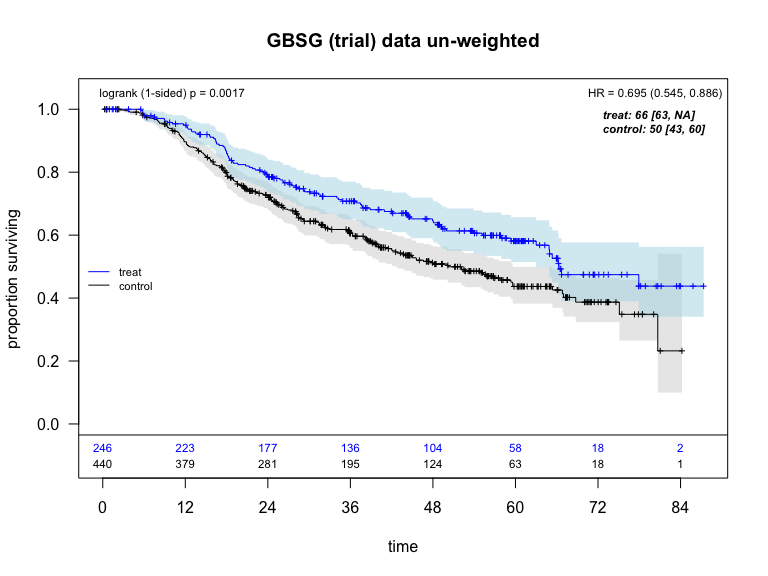 GBSG (trial) data un-weighted
logrank (1-sided) p = 0.0017
HR = 0.695 (0.545, 0.886)
treat: 66 [63, NA]
control: 50 [43, 60]
proportion surviving
1.0
0.8
0.6
0.4
0.2
0.0
treat
control
246 223 177 136 104 58 18 2
440 379 281 195 124 63 18 1
0 12 24 36 48 60 72 84
time